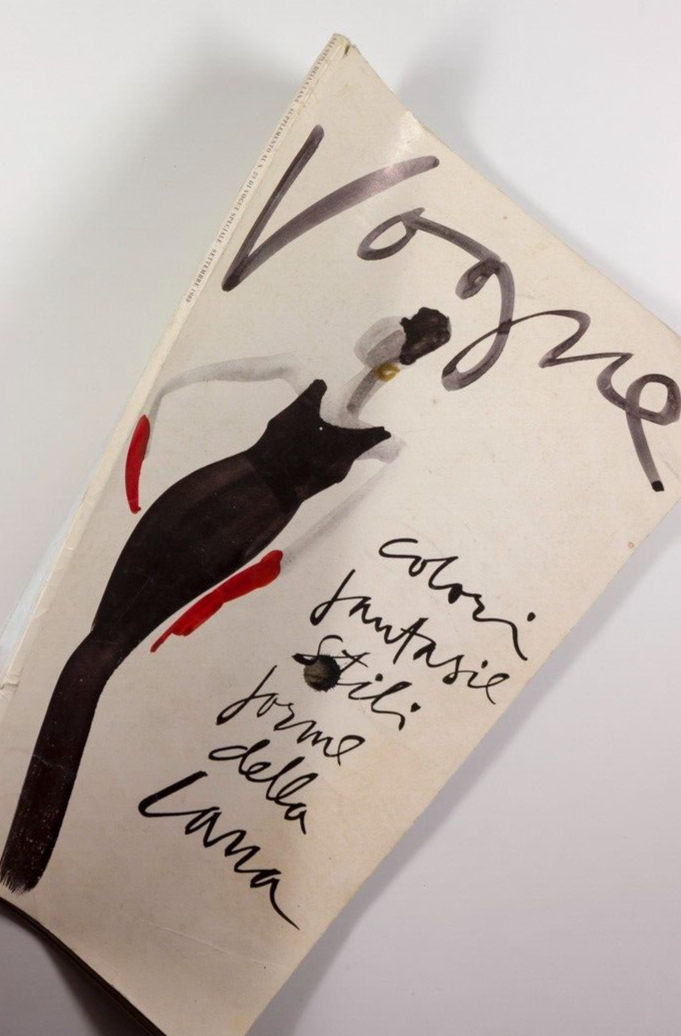 Vogue
colori
fantasie
stili
forme
della
lana